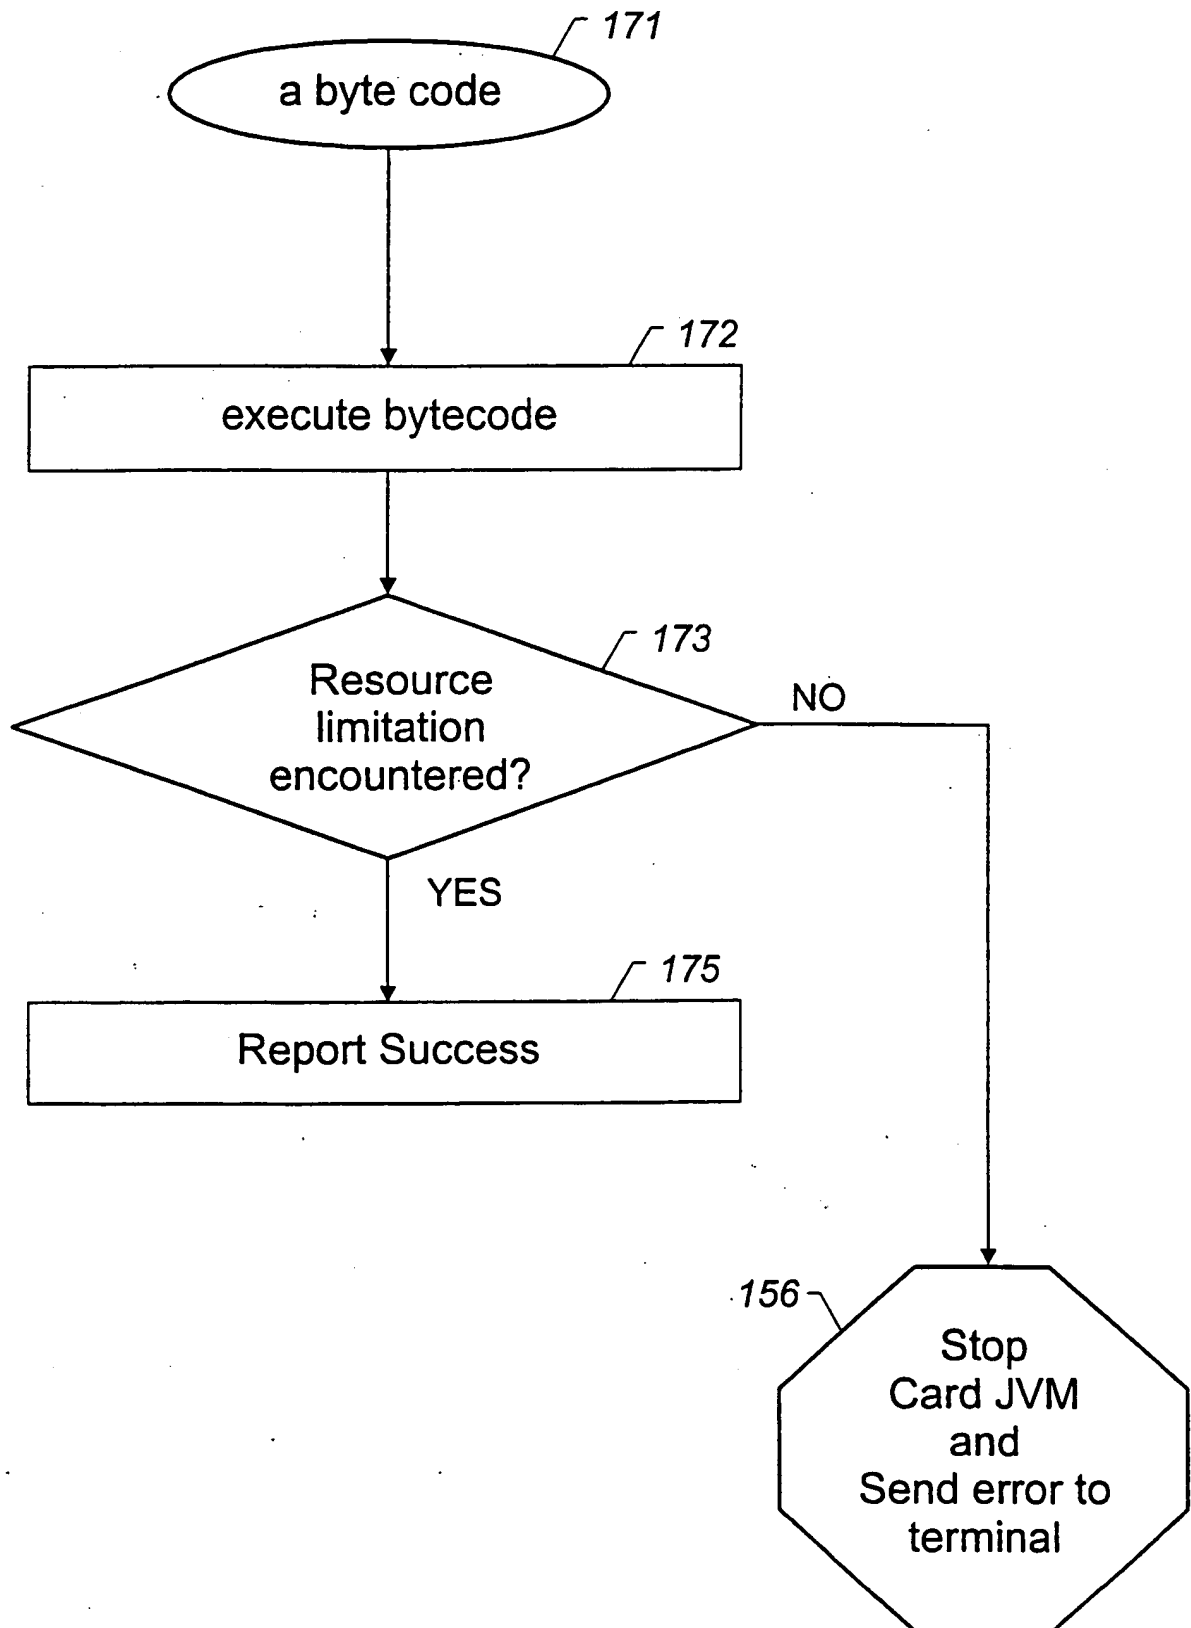 171
a byte code
172
execute bytecode
173
Resource
limitation
encountered?
NO
YES
175
Report Success
156
Stop
Card JVM
and
Send error to
terminal